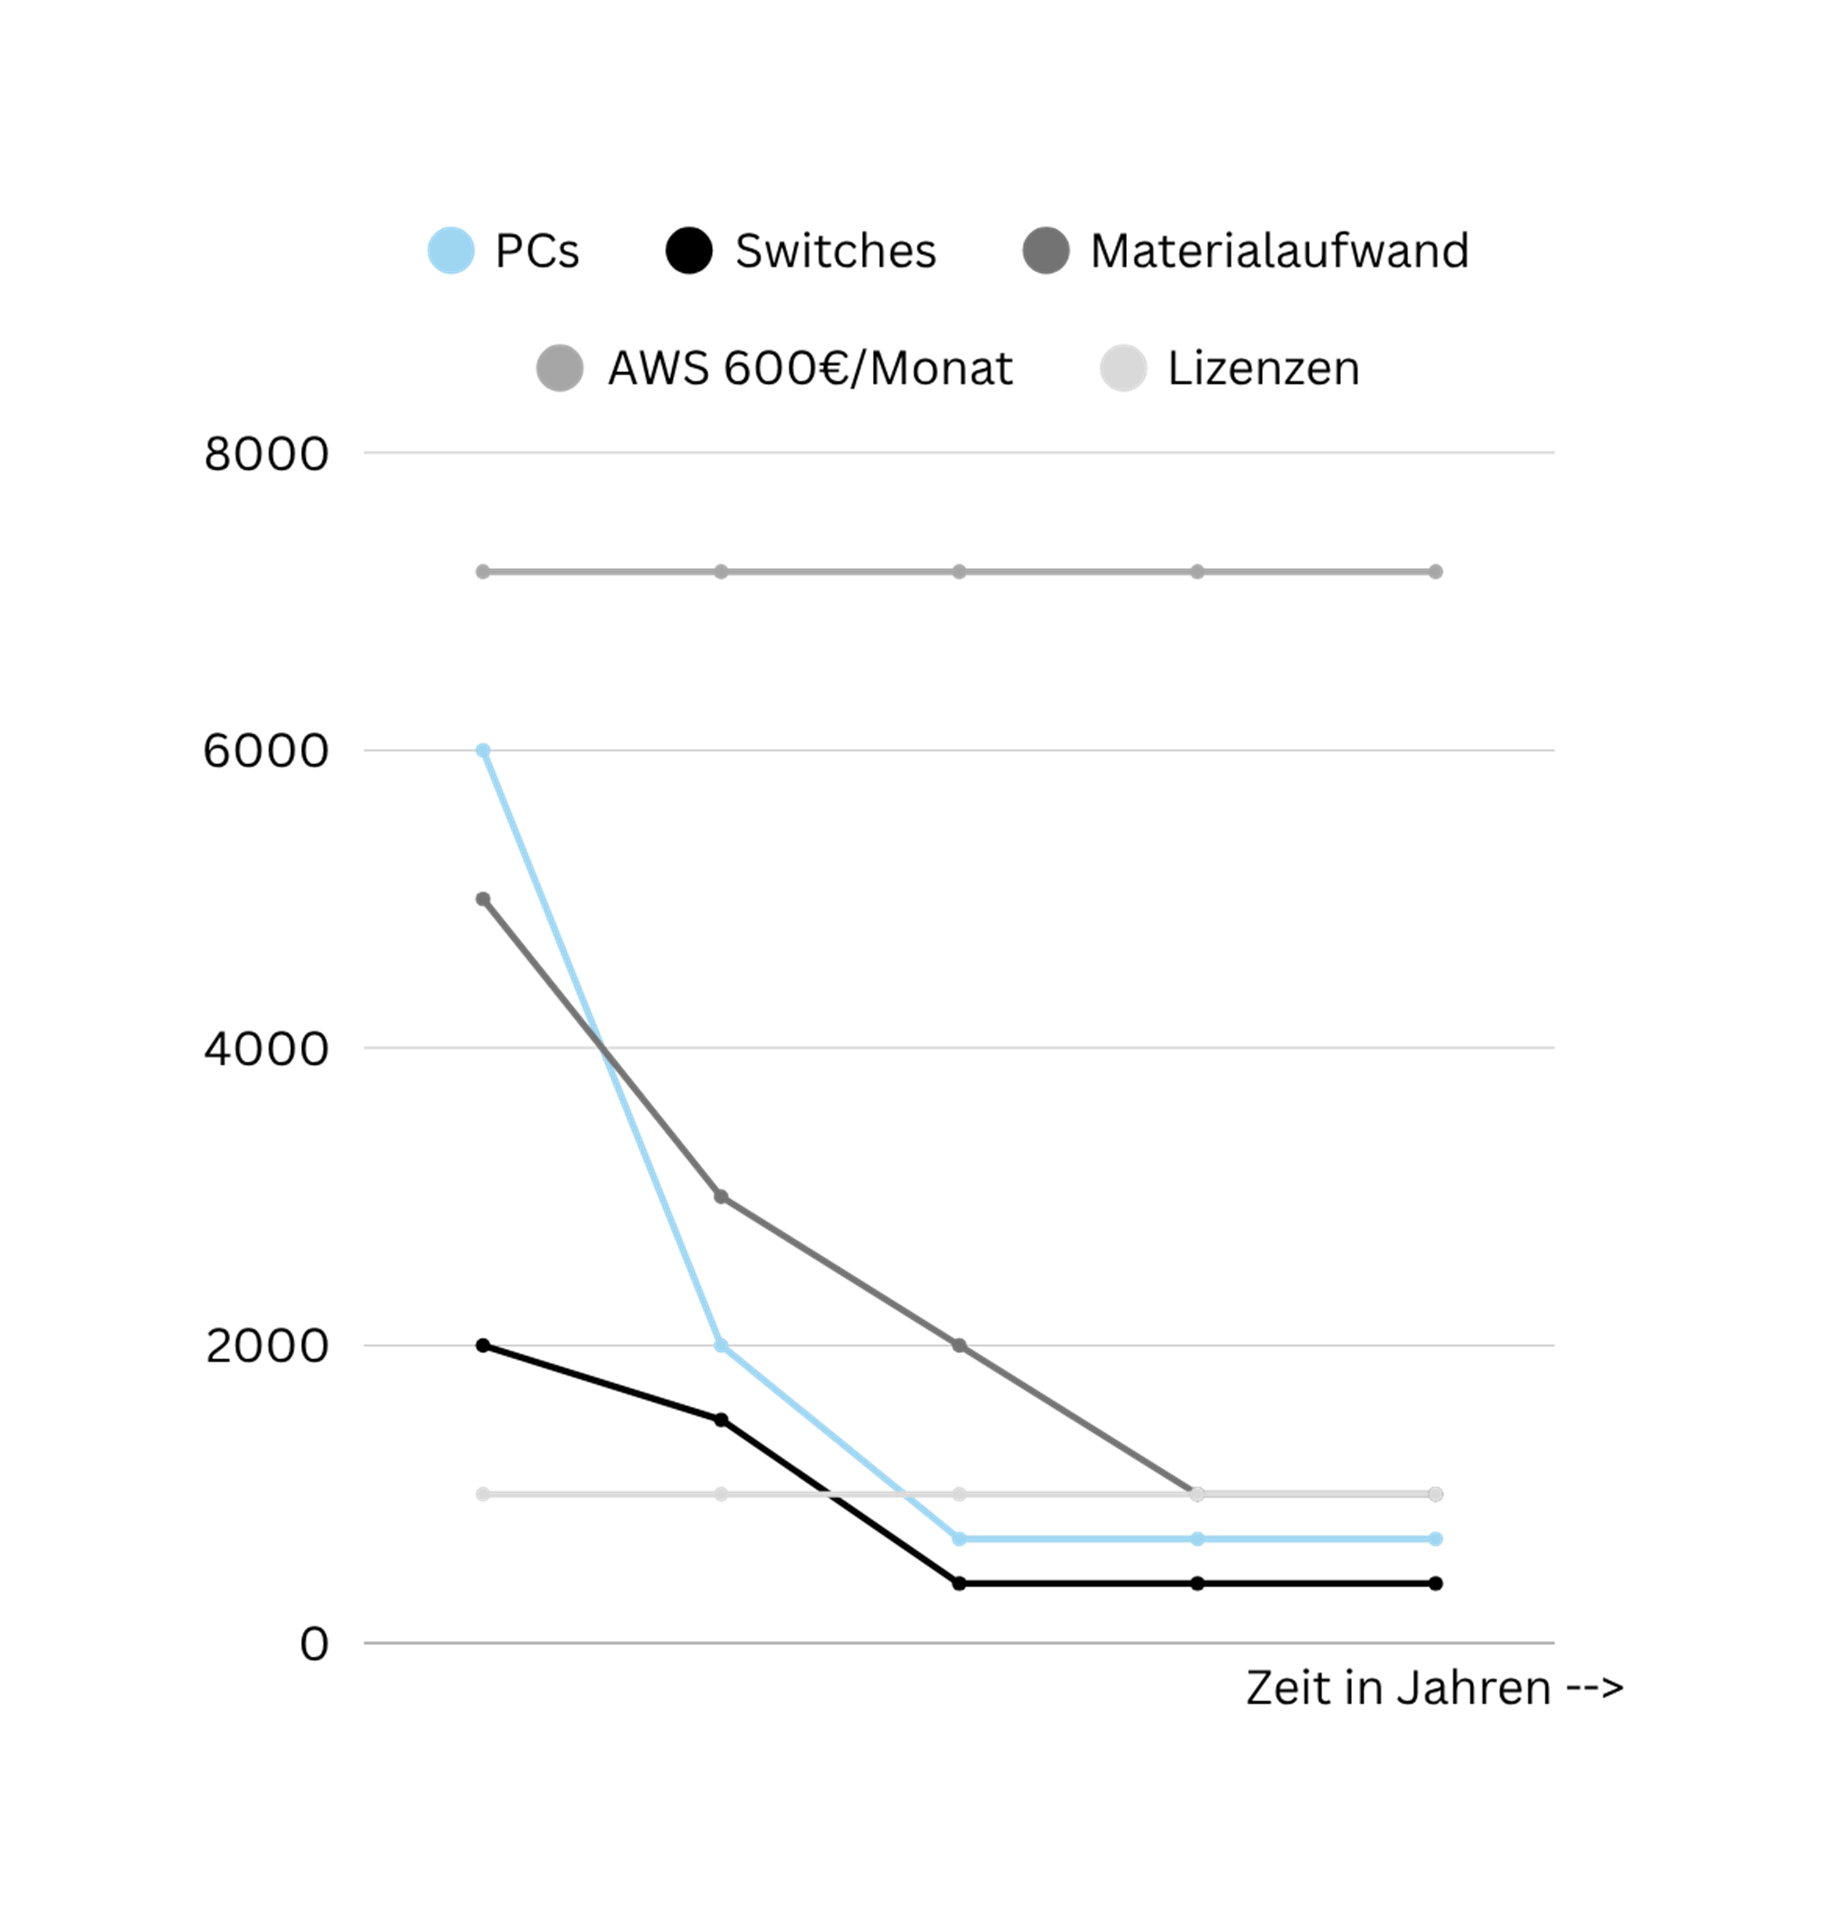 PCs Switches Materialaufwand
AWS 600€/Monat Lizenzen
8000
6000
4000
2000
0
Zeit in Jahren -->